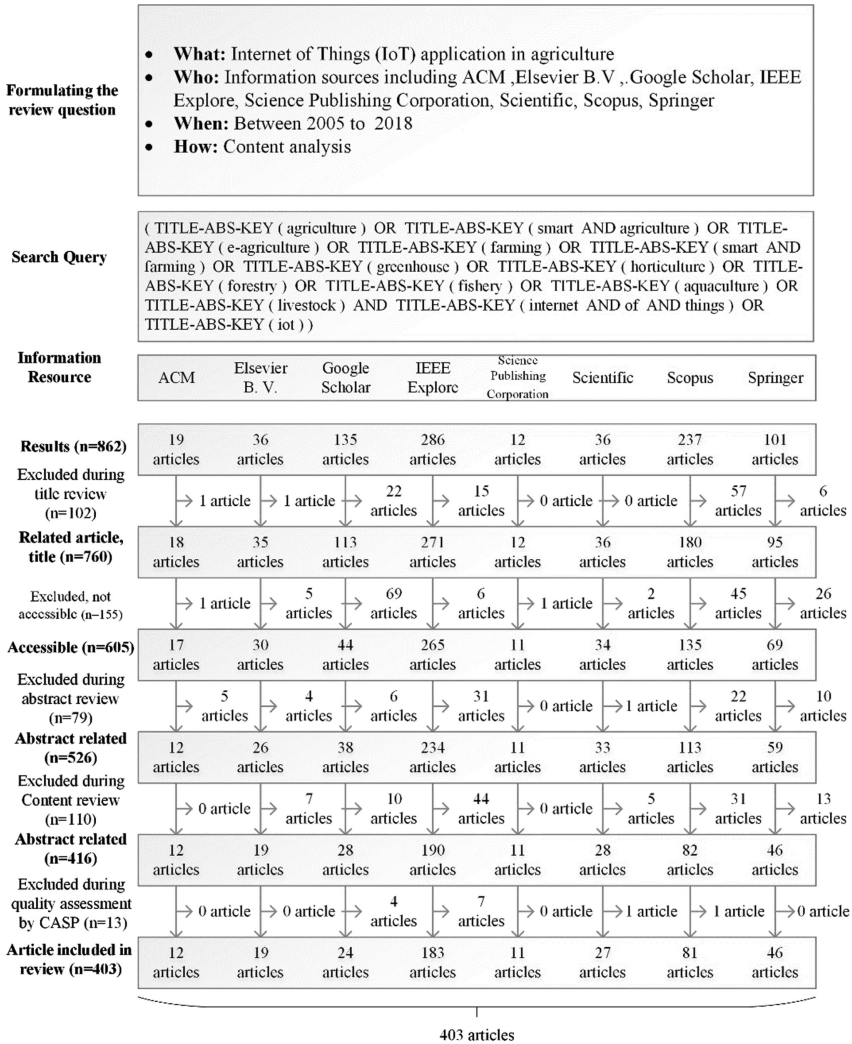 Formulating the
review question
• What: Internet of Things (IoT) application in agriculture
• Who: Information sources including ACM ,Elsevier B.V ,.Google Scholar, IEEE
Explore, Science Publishing Corporation, Scientific, Scopus, Springer
• When: Between 2005 to 2018
• How: Content analysis
Search Query
( TITLE-ABS-KEY ( agriculture ) OR TITLE-ABS-KEY ( smart AND agriculture ) OR TITLE-
ABS-KEY ( e-agriculture ) OR TITLE-ABS-KEY ( farming ) OR TITLE-ABS-KEY ( smart AND
farming ) OR TITLE-ABS-KEY ( greenhouse ) OR TITLE-ABS-KEY ( horticulture ) OR TITLE-
ABS-KEY ( forestry ) OR TITLE-ABS-KEY ( fishery ) OR TITLE-ABS-KEY ( aquaculture ) OR
TITLE-ABS-KEY ( livestock ) AND TITLE-ABS-KEY ( internet AND of AND things ) OR
TITLE-ABS-KEY ( iot ) )
Information
Resource
ACM
Elsevier
B. V.
Google
Scholar
IEEE
Explore
Science
Publishing
Corporation
Scientific
Scopus
Springer
Results (n=862)
19 36 135 286 12 36 237 101
articles articles articles articles articles articles articles articles
Excluded during
title review
(n=102)
1 article 1 article 22 articles 15 articles 0 article 0 article 57 articles 6 articles
Related article,
title (n=760)
18 35 113 271 12 36 180 95
articles articles articles articles articles articles articles articles
Excluded, not
accessible (n–155)
1 article 5 articles 69 articles 6 articles 1 article 2 articles 45 articles 26 articles
Accessible (n=605)
17 30 44 265 11 34 135 69
articles articles articles articles articles articles articles articles
Excluded during
abstract review
(n=79)
5 articles 4 articles 6 articles 31 articles 0 article 1 article 22 articles 10 articles
Abstract related
(n=526)
12 26 38 234 11 33 113 59
articles articles articles articles articles articles articles articles
Excluded during
Content review
(n=110)
0 article 7 articles 10 articles 44 articles 0 article 5 articles 31 articles 13 articles
Abstract related
(n=416)
12 19 28 190 11 28 82 46
articles articles articles articles articles articles articles articles
Excluded during
quality assessment
by CASP (n=13)
0 article 0 article 4 articles 7 articles 0 article 1 article 1 article 0 article
Article included in
review (n=403)
12 19 24 183 11 27 81 46
articles articles articles articles articles articles articles articles
403 articles